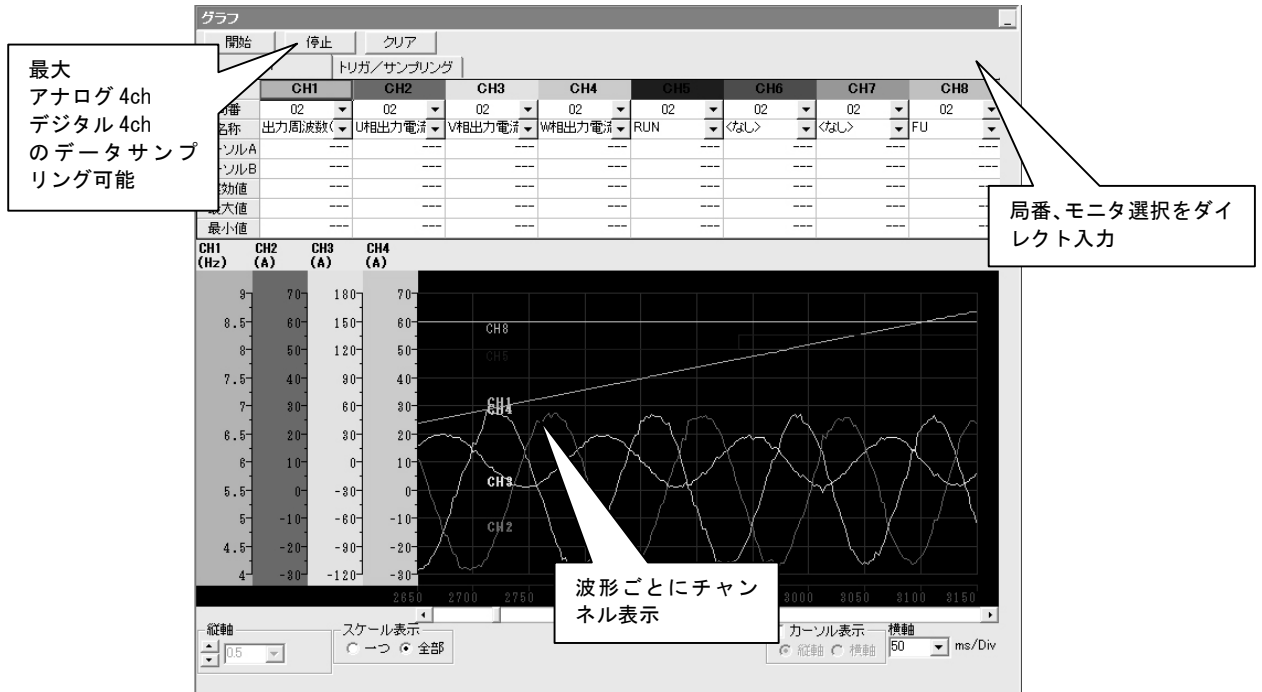 グラフ
開始 停止 クリア
トリガ／サンプリング
最大
アナログ 4ch
デジタル 4ch
のデータサンプ
リング可能
CH1 CH2 CH3 CH4 CH5 CH6 CH7 CH8
番 02 02 02 02 02 02 02 02
名称 出力周波数( U相出力電流 V相出力電流 W相出力電流 RUN <なし> <なし> FU
ーソルA --- --- --- --- --- --- --- ---
ーソルB --- --- --- --- --- --- --- ---
効値 --- --- --- --- --- --- --- ---
最大値 --- --- --- --- --- --- --- ---
最小値 --- --- --- --- --- --- --- ---
局番、モニタ選択をダイ
レクト入力
CH1 CH2 CH3 CH4
(Hz) (A) (A) (A)
9 70 180 70
8.5 60 150 60
8 50 120 50
7.5 40 90 40
7 30 60 30
6.5 20 30 20
6 10 0 10
5.5 0 -30 0
5 -10 -60 -10
4.5 -20 -90 -20
4 -30 -120 -30
CH8
CH5
CH1
CH4
CH3
CH2
2650 2700 2750 3000 3050 3100 3150
波形ごとにチャン
ネル表示
縦軸
0.5
スケール表示
一つ 全部
カーソル表示
縦軸 横軸
横軸
50 ms/Div